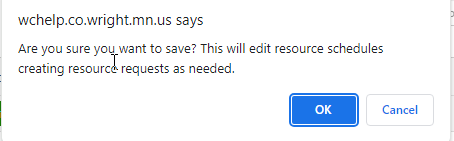 wchelp.co.wright.mn.us says
Are you sure you want to save? This will edit resource schedules
creating resource requests as needed.
OK
Cancel